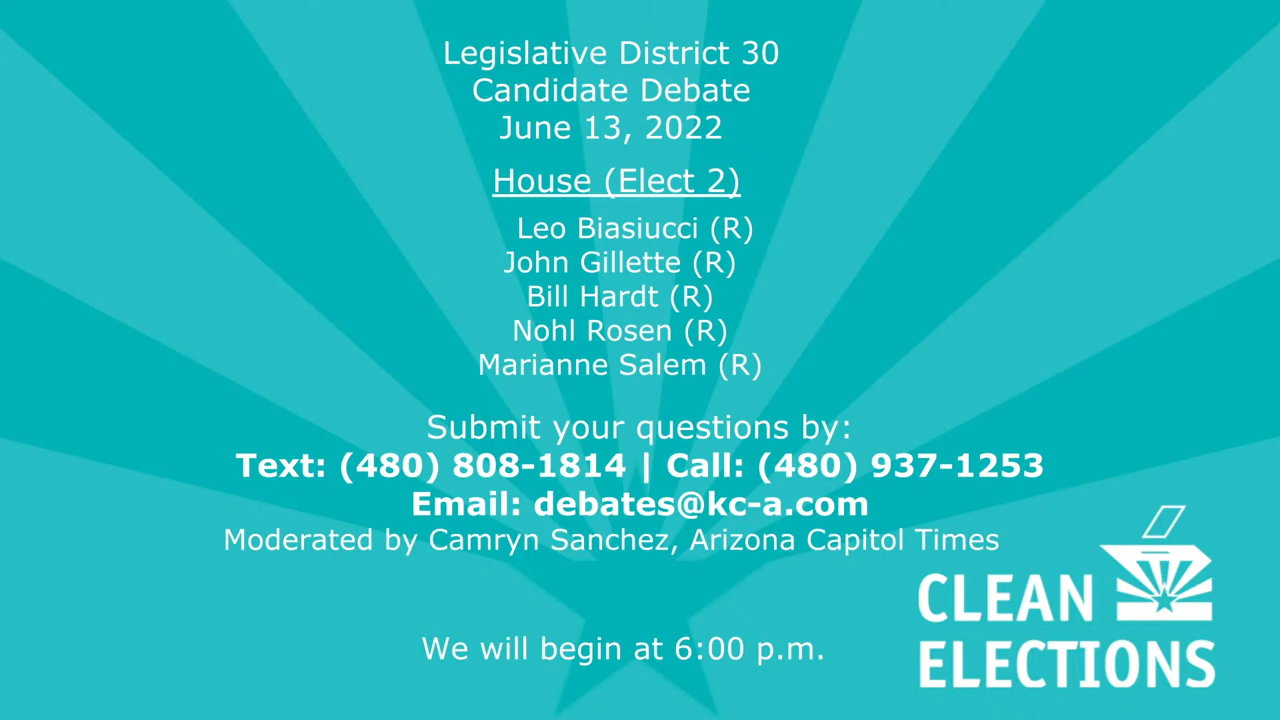 Legislative District 30
Candidate Debate
June 13, 2022
House (Elect 2)
Leo Biasiucci (R)
John Gillette (R)
Bill Hardt (R)
Nohl Rosen (R)
Marianne Salem (R)
Submit your questions by:
Text: (480) 808-1814 | Call: (480) 937-1253
Email: debates@kc-a.com
Moderated by Camryn Sanchez, Arizona Capitol Times
We will begin at 6:00 p.m.
CLEAN
ELECTIONS